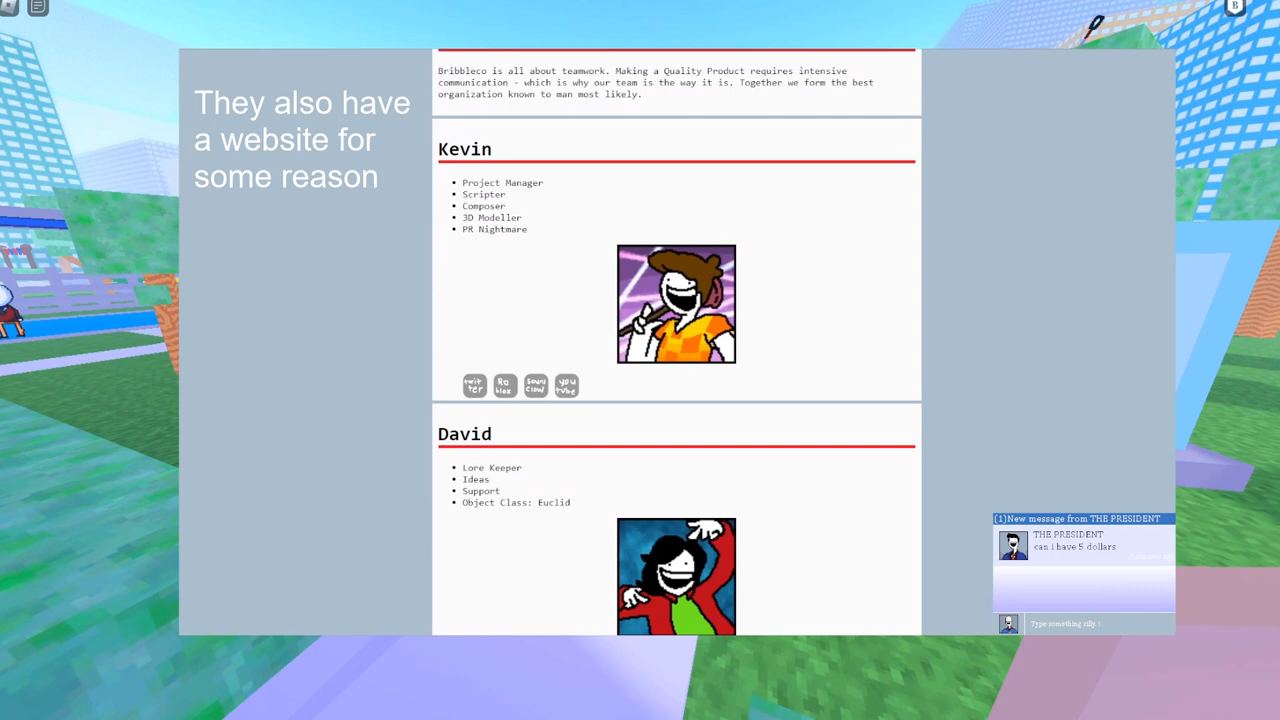 B
They also have
a website for
some reason
Bribbleco is all about teamwork. Making a Quality Product requires intensive
communication - which is why our team is the way it is. Together we form the best
organization known to man most likely.
Kevin
Project Manager
Scripter
Composer
3D Modeller
PR Nightmare
twit
ter
Ro
blox
Soun
Clow
you
tube
David
Lore Keeper
Ideas
Support
Object Class: Euclid
(1)New message from THE PRESIDENT
THE PRESIDENT
can i have 5 dollars
Type something silly !